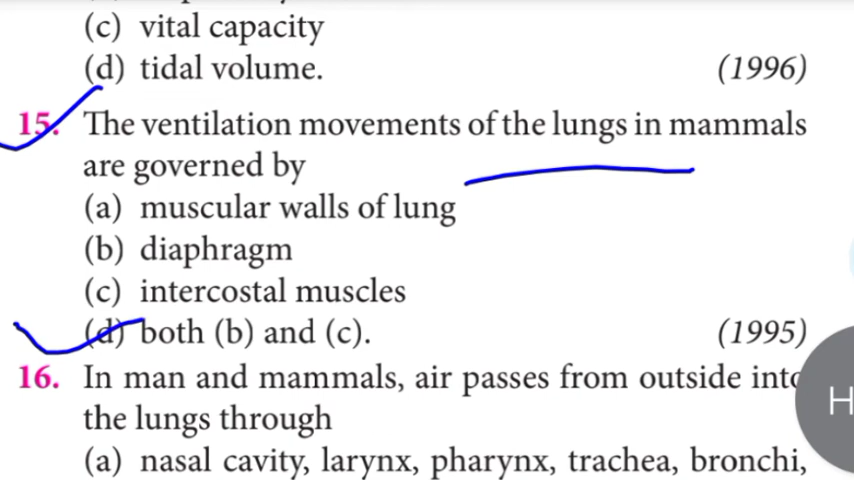 (c) vital capacity
(d) tidal volume. (1996)
15. The ventilation movements of the lungs in mammals
are governed by
(a) muscular walls of lung
(b) diaphragm
(c) intercostal muscles
(d) both (b) and (c). (1995)
16. In man and mammals, air passes from outside into
the lungs through
(a) nasal cavity, larynx, pharynx, trachea, bronchi,
H